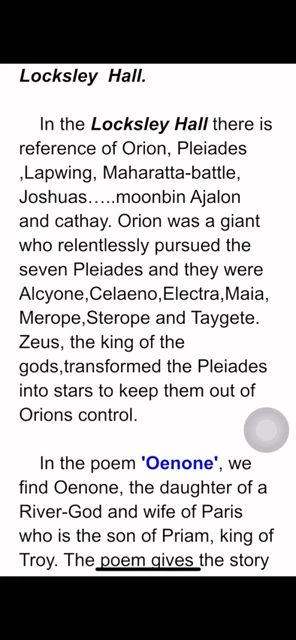 Locksley Hall.
In the Locksley Hall there is
reference of Orion, Pleiades
,Lapwing, Maharatta-battle,
Joshuas.....moonbin Ajalon
and cathay. Orion was a giant
who relentlessly pursued the
seven Pleiades and they were
Alcyone,Celaeno,Electra,Maia,
Merope,Sterope and Taygete.
Zeus, the king of the
gods,transformed the Pleiades
into stars to keep them out of
Orions control.
In the poem 'Oenone', we
find Oenone, the daughter of a
River-God and wife of Paris
who is the son of Priam, king of
Troy. The poem gives the story